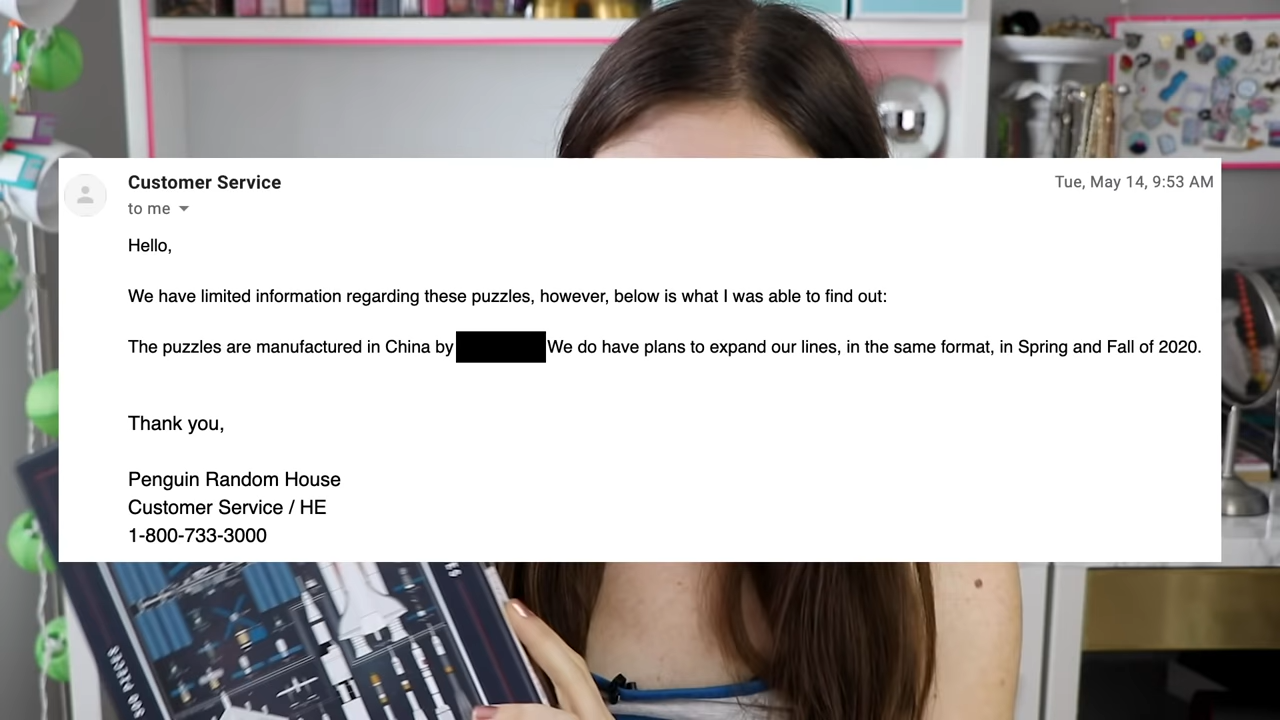 Customer Service
Tue, May 14, 9:53 AM
to me
Hello,
We have limited information regarding these puzzles, however, below is what I was able to find out:
The puzzles are manufactured in China by We do have plans to expand our lines, in the same format, in Spring and Fall of 2020.
Thank you,
Penguin Random House
Customer Service / HE
1-800-733-3000
500 PIECES